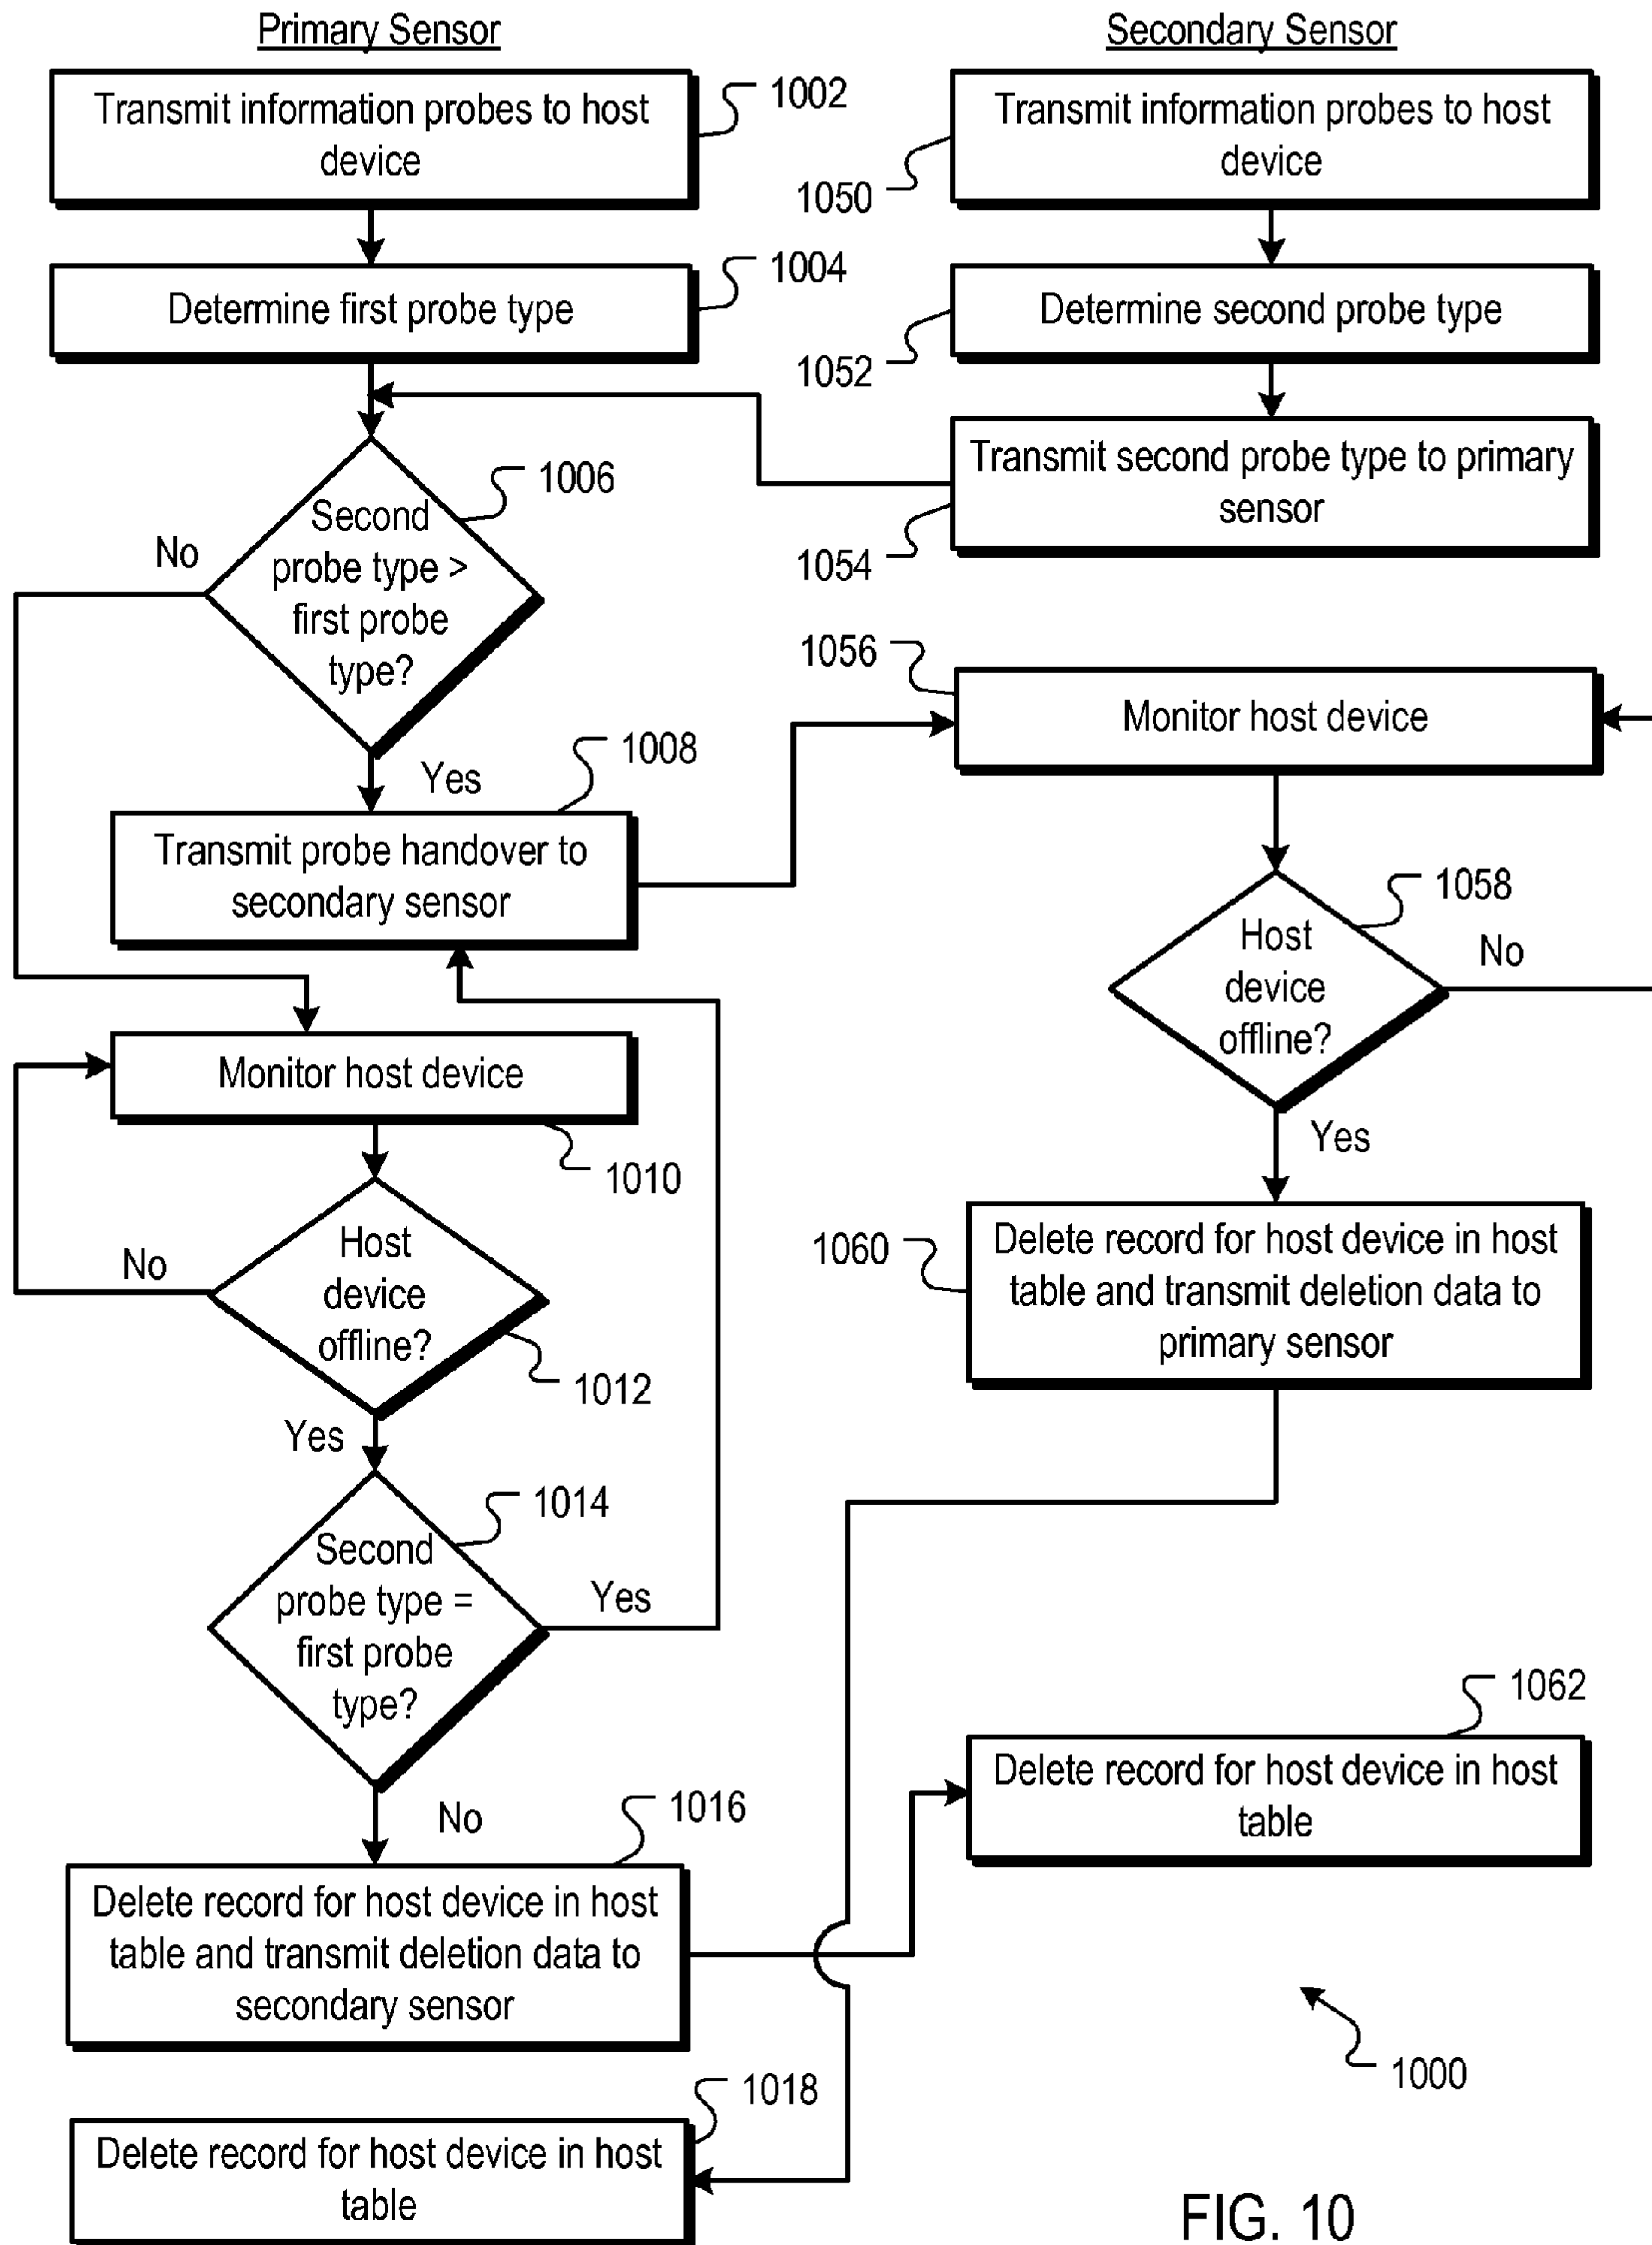 Primary Sensor
Transmit information probes to host
device
1002
Determine first probe type
1004
Second
probe type >
first probe
type?
1006
No
Yes
Transmit probe handover to
secondary sensor
1008
Monitor host device
1010
Host
device
offline?
1012
No
Yes
Second
probe type =
first probe
type?
1014
Yes
No
Delete record for host device in host
table and transmit deletion data to
secondary sensor
1016
Delete record for host device in host
table
1018
Secondary Sensor
Transmit information probes to host
device
1050
Determine second probe type
1052
Transmit second probe type to primary
sensor
1054
Monitor host device
1056
Host
device
offline?
1058
No
Yes
Delete record for host device in host
table and transmit deletion data to
primary sensor
1060
Delete record for host device in host
table
1062
1000
FIG. 10